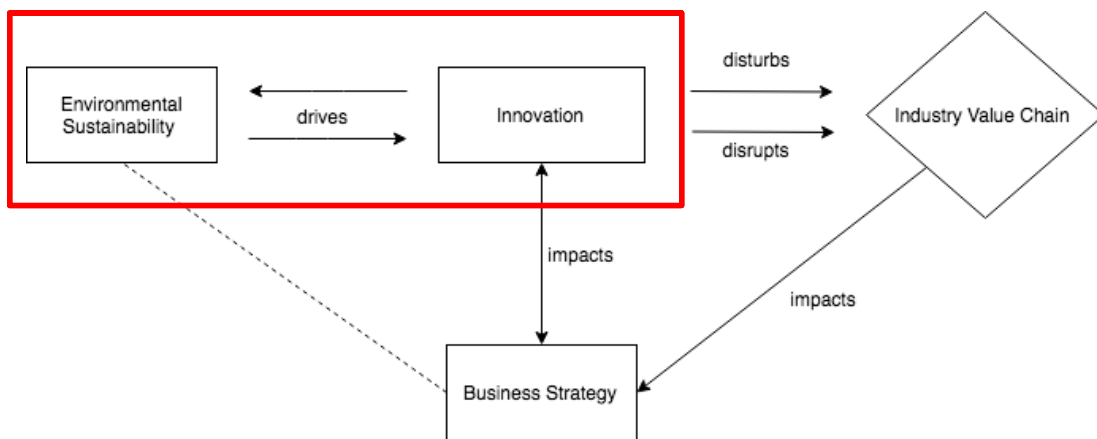 Environmental
Sustainability
drives
Innovation
disturbs
disrupts
Industry Value Chain
impacts
impacts
Business Strategy